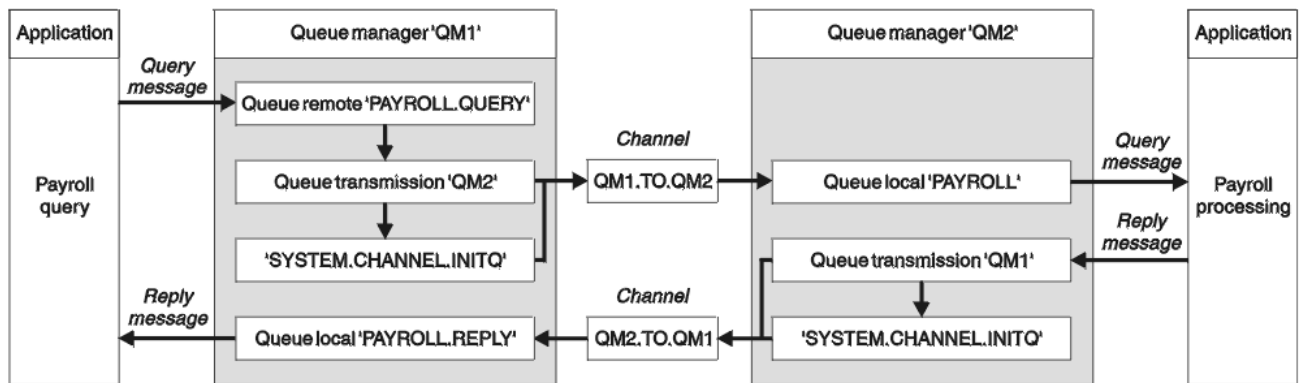 Application
Queue manager 'QM1'
Queue manager 'QM2'
Application
Query
message
Queue remote 'PAYROLL.QUERY'
Channel
Query
message
Payroll
query
Queue transmission 'QM2'
QM1.TO.QM2
Queue local 'PAYROLL'
Payroll
processing
Reply
message
'SYSTEM.CHANNEL.INITQ'
Queue transmission 'QM1'
Reply
message
Channel
Queue local 'PAYROLL.REPLY'
QM2.TO.QM1
'SYSTEM.CHANNEL.INITQ'